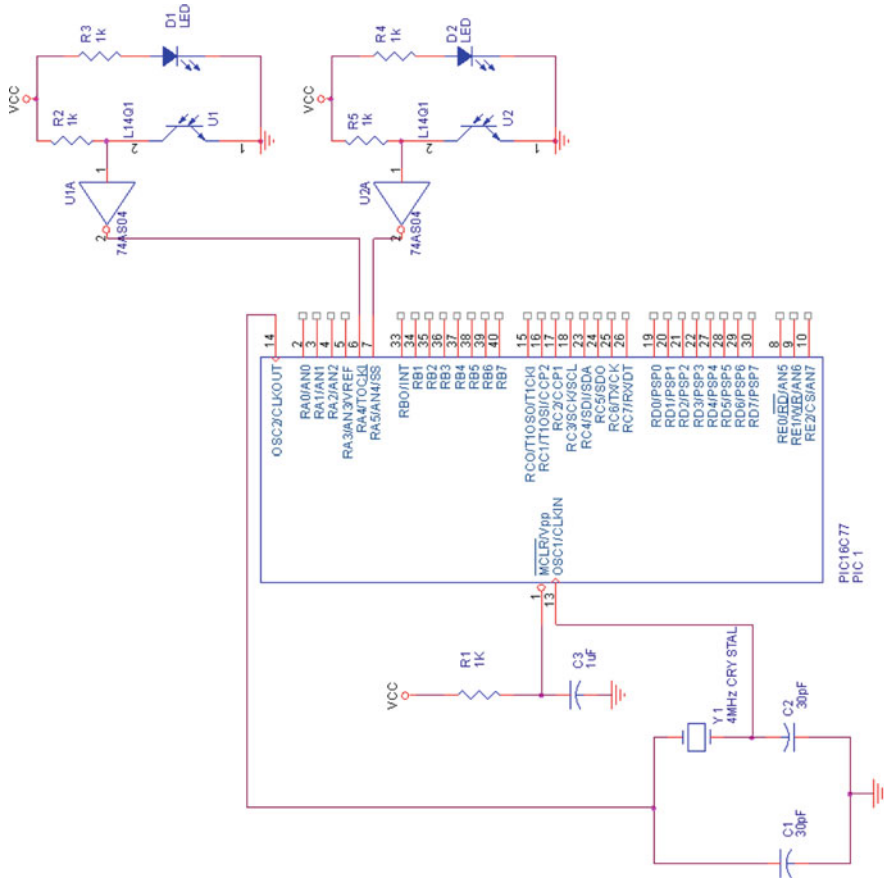 VCC
R3
1k
D1
LED
R2
1k
L14Q1
U1
2
1
1
U1A
2
74AS04
VCC
R4
1k
D2
LED
R5
1k
L14Q1
U2
2
1
1
U2A
2
74AS04
14
OSC2/CLKOUT
2
RA0/AN0
3
RA1/AN1
4
RA2/AN2
5
RA3/AN3/VREF
6
RA4/TOCKI
7
RA5/AN4/SS
33
RBO/INT
34
RB1
35
RB2
36
RB3
37
RB4
38
RB5
39
RB6
40
RB7
15
RCO/T1OSO/T1CKI
16
RC1/T1OSI/CCP2
17
RC2/CCP1
18
RC3/SCK/SCL
23
RC4/SDI/SDA
24
RC5/SDO
25
RC6/TX/CK
26
RC7/RX/DT
19
RD0/PSP0
20
RD1/PSP1
21
RD2/PSP2
22
RD3/PSP3
27
RD4/PSP4
28
RD5/PSP5
29
RD6/PSP6
30
RD7/PSP7
8
RE0/RD/AN5
9
RE1/WR/AN6
10
RE2/CS/AN7
MCLR/Vpp
1
OSC1/CLKIN
13
PIC16C77
PIC 1
VCC
R1
1K
C3
1uF
Y1
4MHz CRY STAL
C2
30pF
C1
30pF